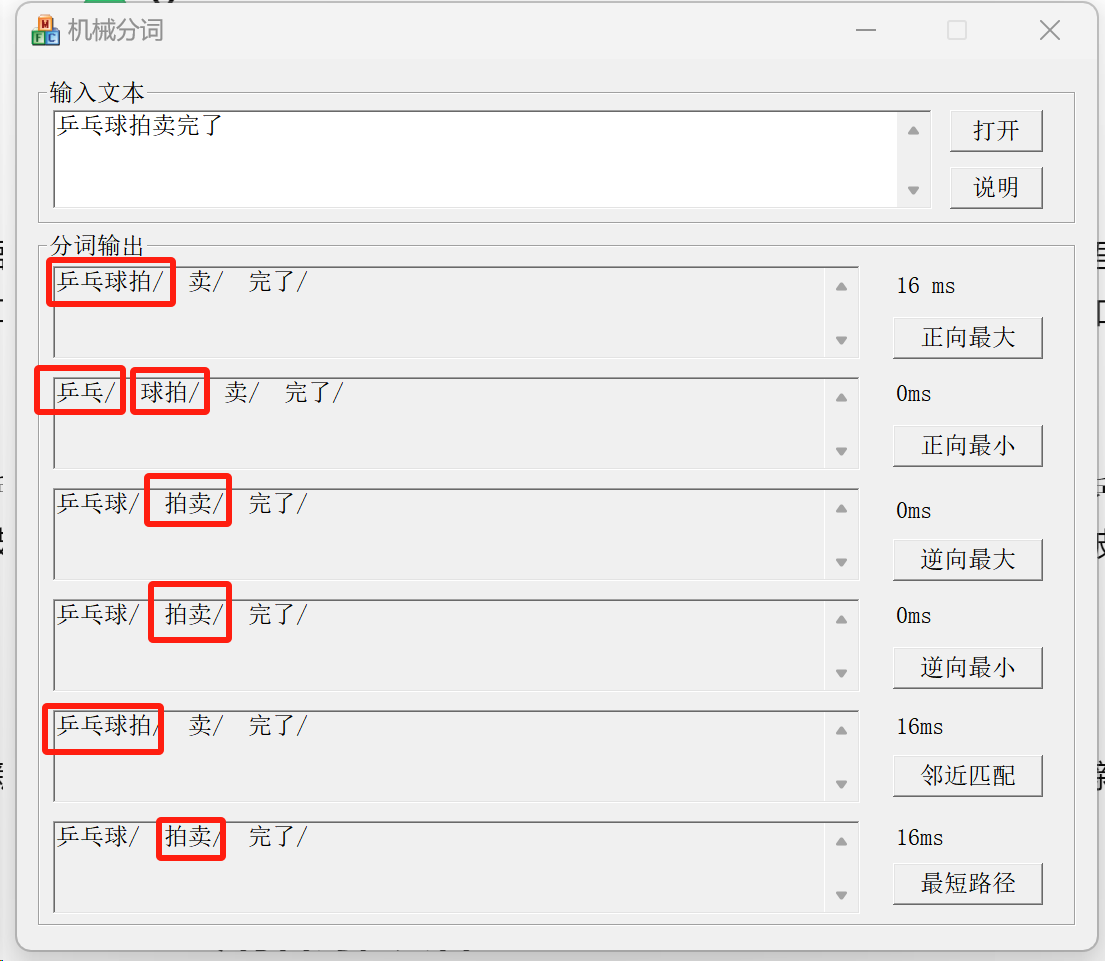 机械分词
输入文本
乒乓球拍卖完了
打开
说明
分词输出
乒乓球拍/ 卖/ 完了/
16 ms
正向最大
乒乓/ 球拍/ 卖/ 完了/
0ms
正向最小
乒乓球/ 拍卖/ 完了/
0ms
逆向最大
乒乓球/ 拍卖/ 完了/
0ms
逆向最小
乒乓球拍/ 卖/ 完了/
16ms
邻近匹配
乒乓球/ 拍卖/ 完了/
16ms
最短路径